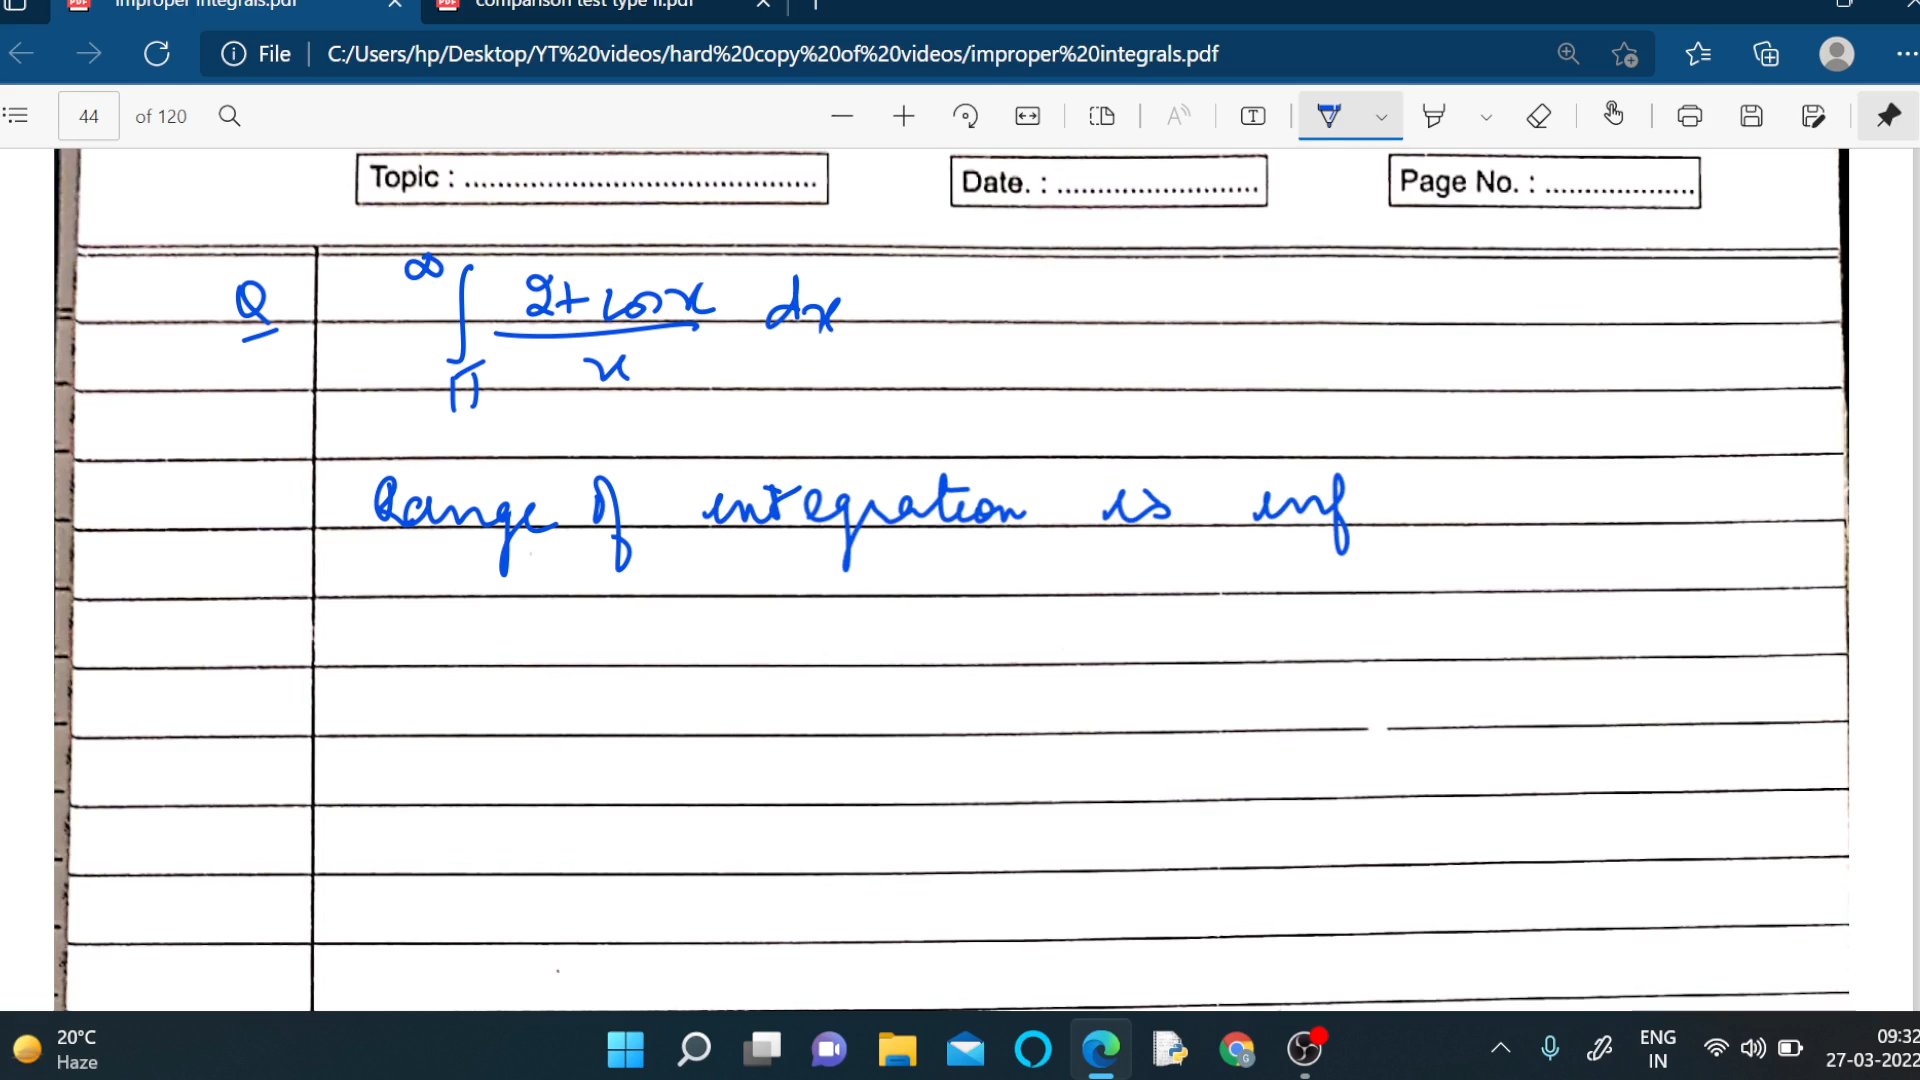 improper integrals.pdf
comparison test type II.pdf
File
C:/Users/hp/Desktop/YT%20videos/hard%20copy%20of%20videos/improper%20integrals.pdf
44 of 120
Topic : ........................................ Date. : ......................... Page No. : ..................
Q ∫_π^∞ (2+cosx)/x dx
Range of integration is inf
20°C
Haze
ENG
IN
09:32
27-03-2022